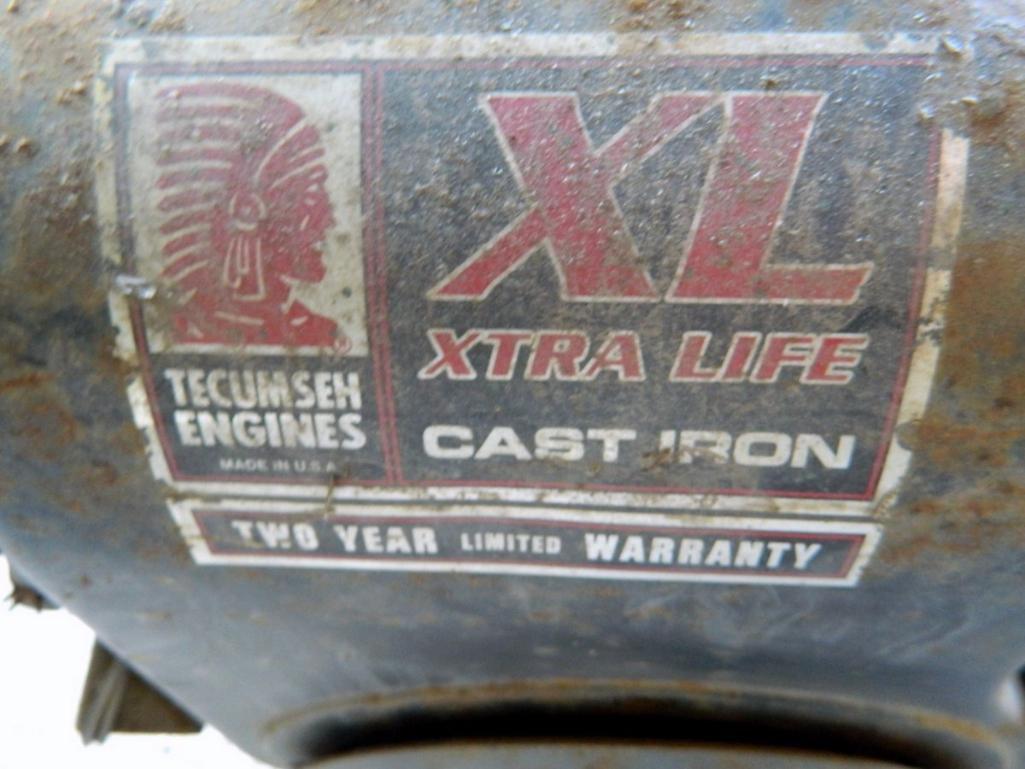 XL
XTRA LIFE
CAST IRON
TECUMSEH
ENGINES
MADE IN U.S.A.
TWO YEAR LIMITED WARRANTY